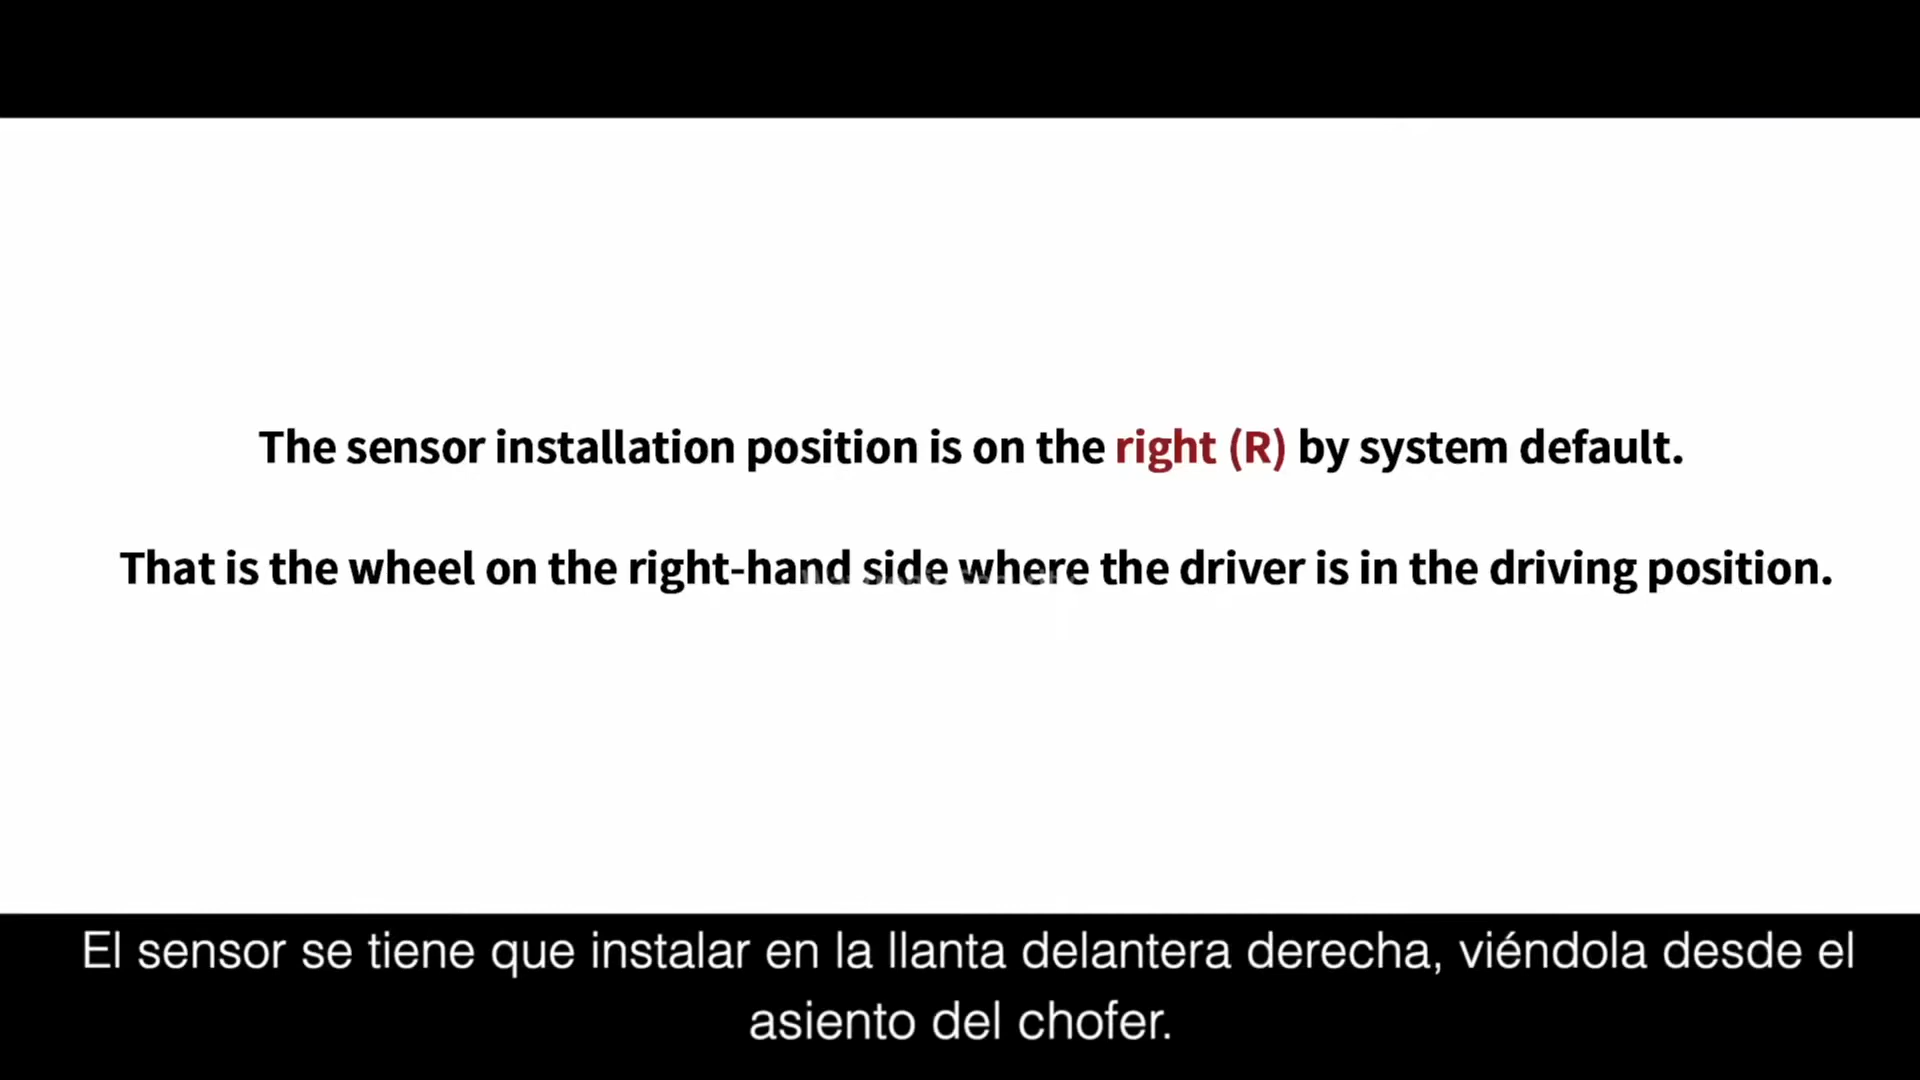 The sensor installation position is on the right (R) by system default.
That is the wheel on the right-hand side where the driver is in the driving position.
El sensor se tiene que instalar en la llanta delantera derecha, viéndola desde el
asiento del chofer.